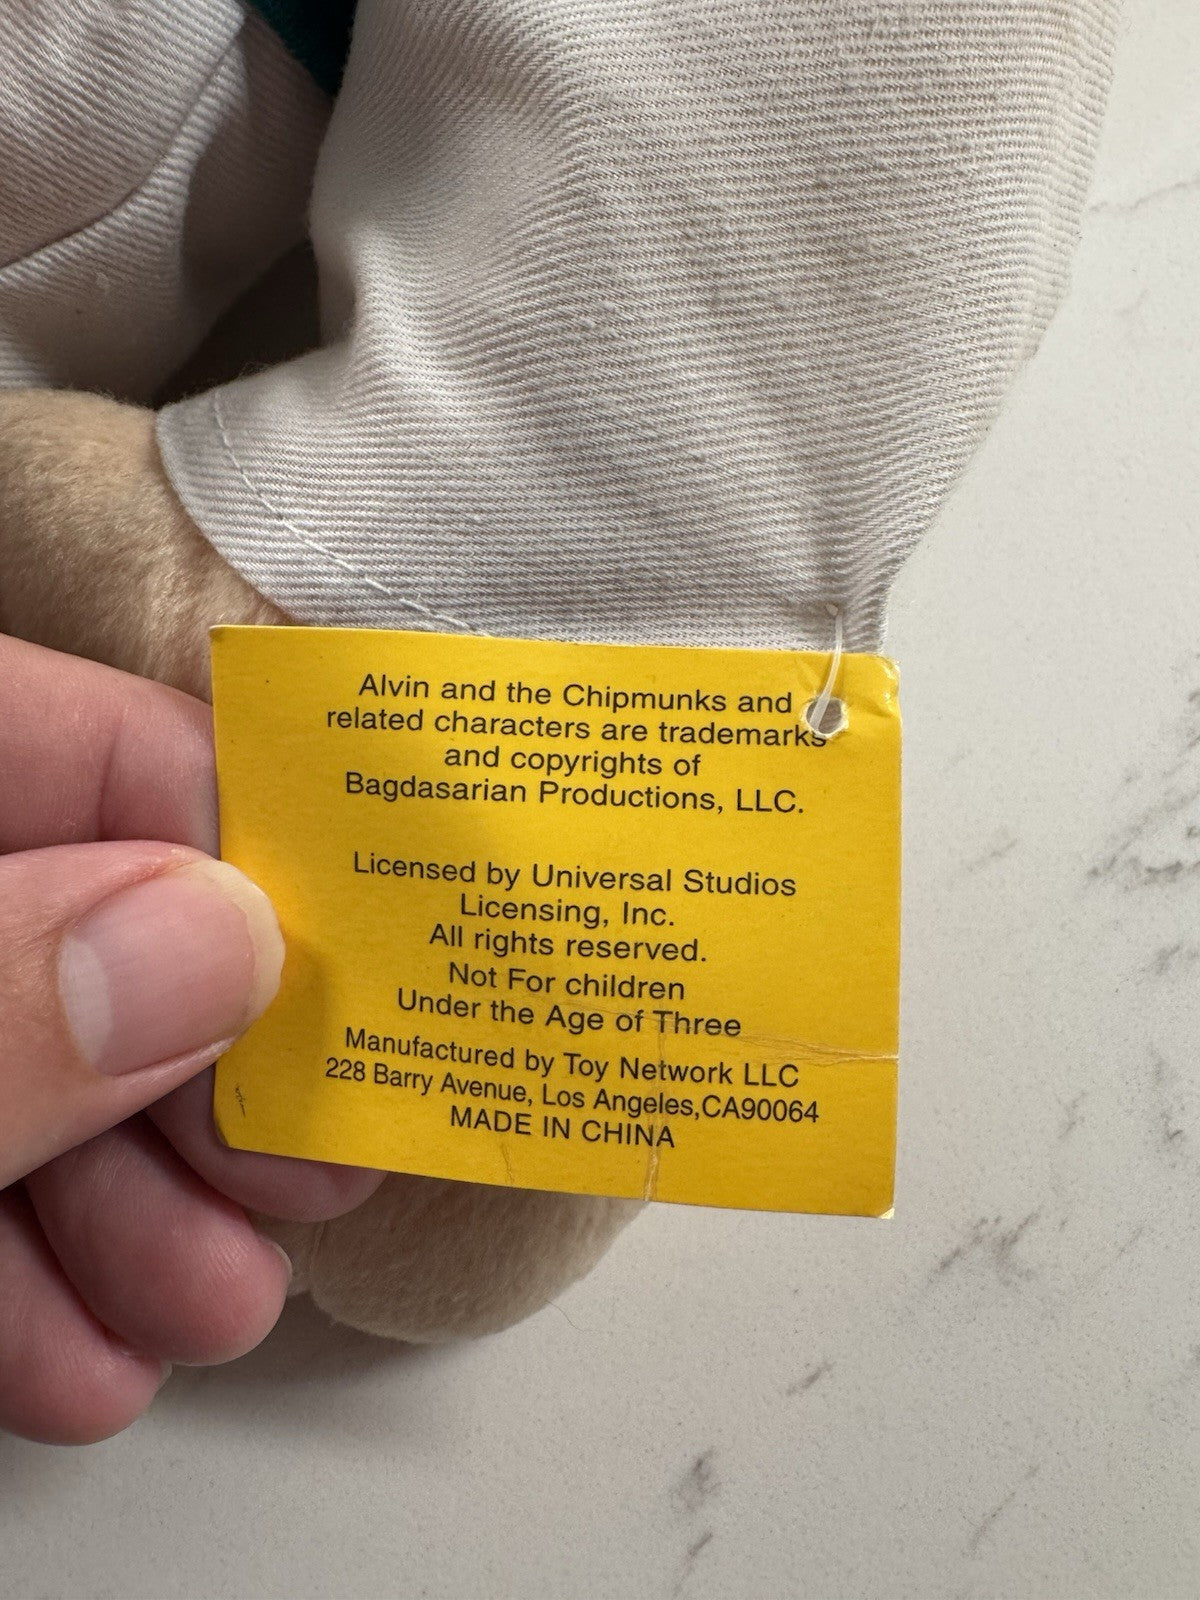 Alvin and the Chipmunks and
related characters are trademarks
and copyrights of
Bagdasarian Productions, LLC.
Licensed by Universal Studios
Licensing, Inc.
All rights reserved.
Not For children
Under the Age of Three
Manufactured by Toy Network LLC
228 Barry Avenue, Los Angeles,CA90064
MADE IN CHINA